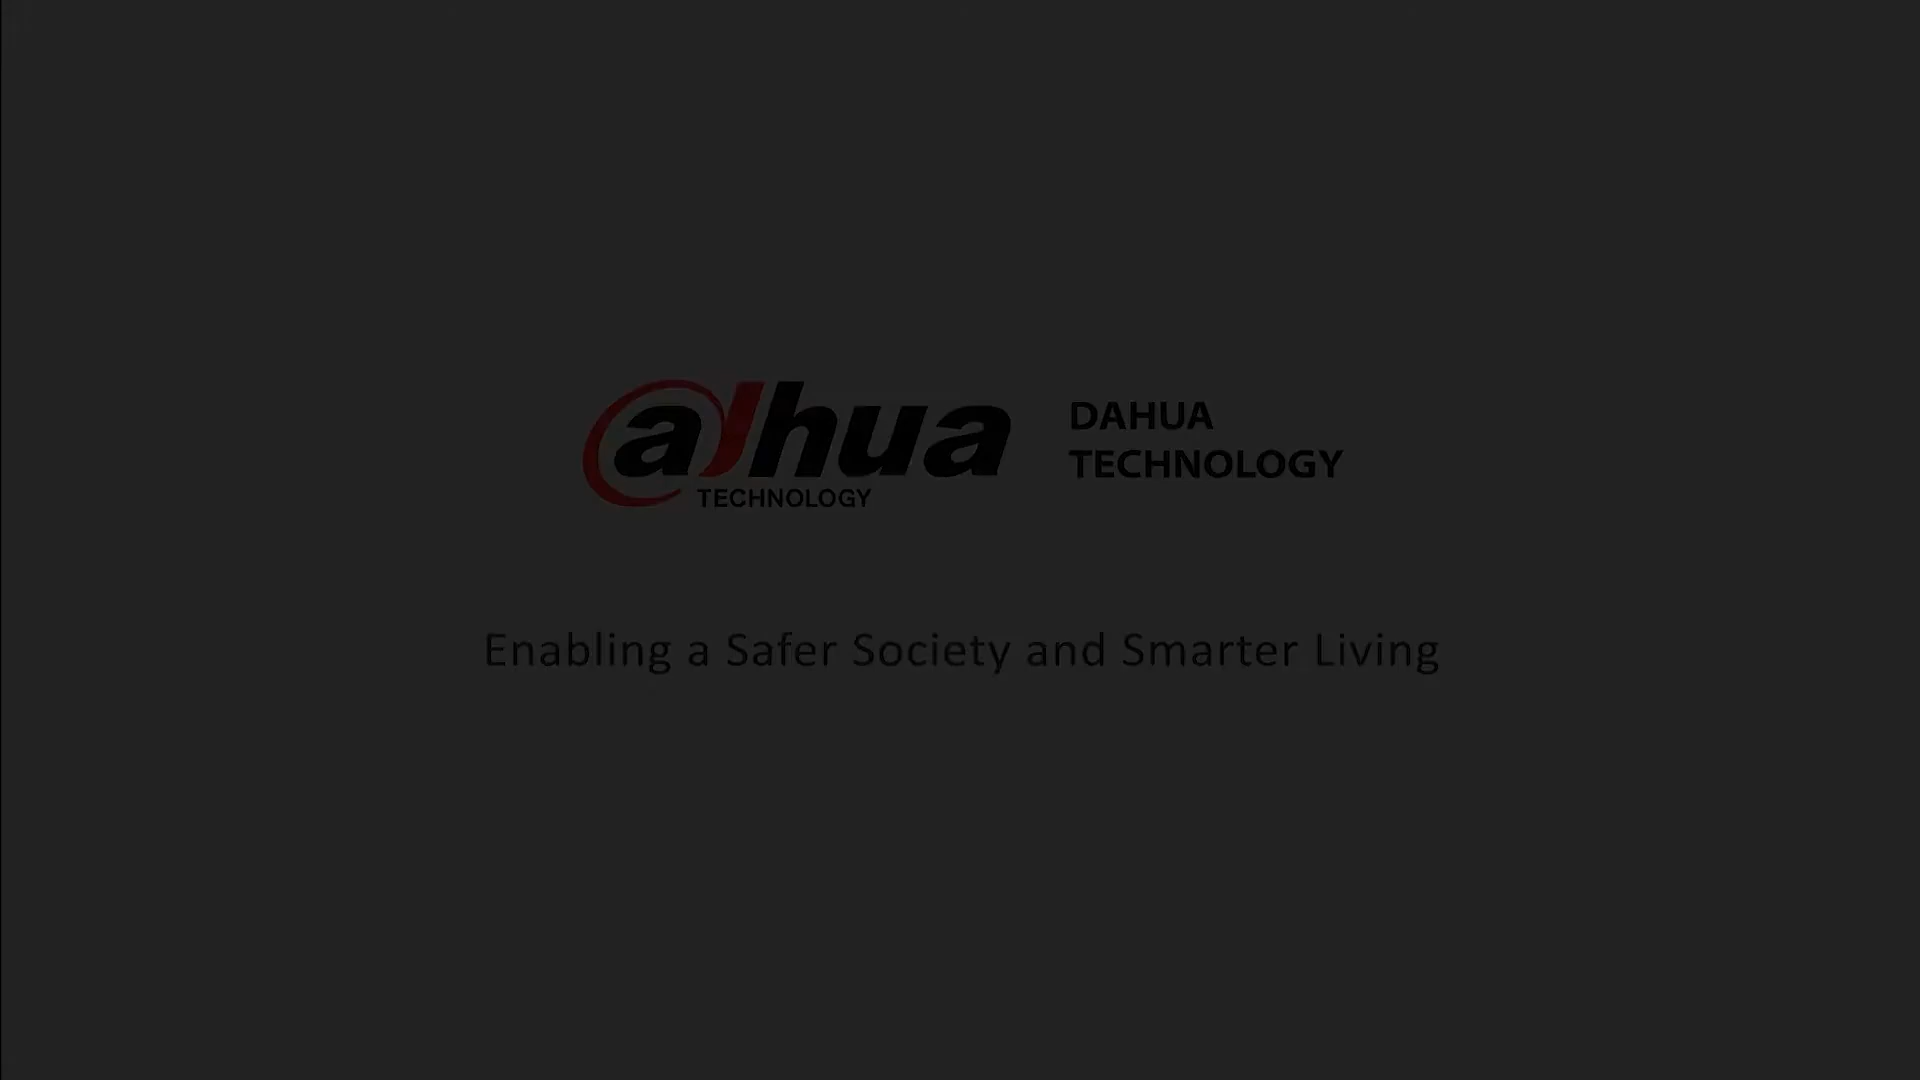 alhua
TECHNOLOGY
DAHUA
TECHNOLOGY
Enabling a Safer Society and Smarter Living